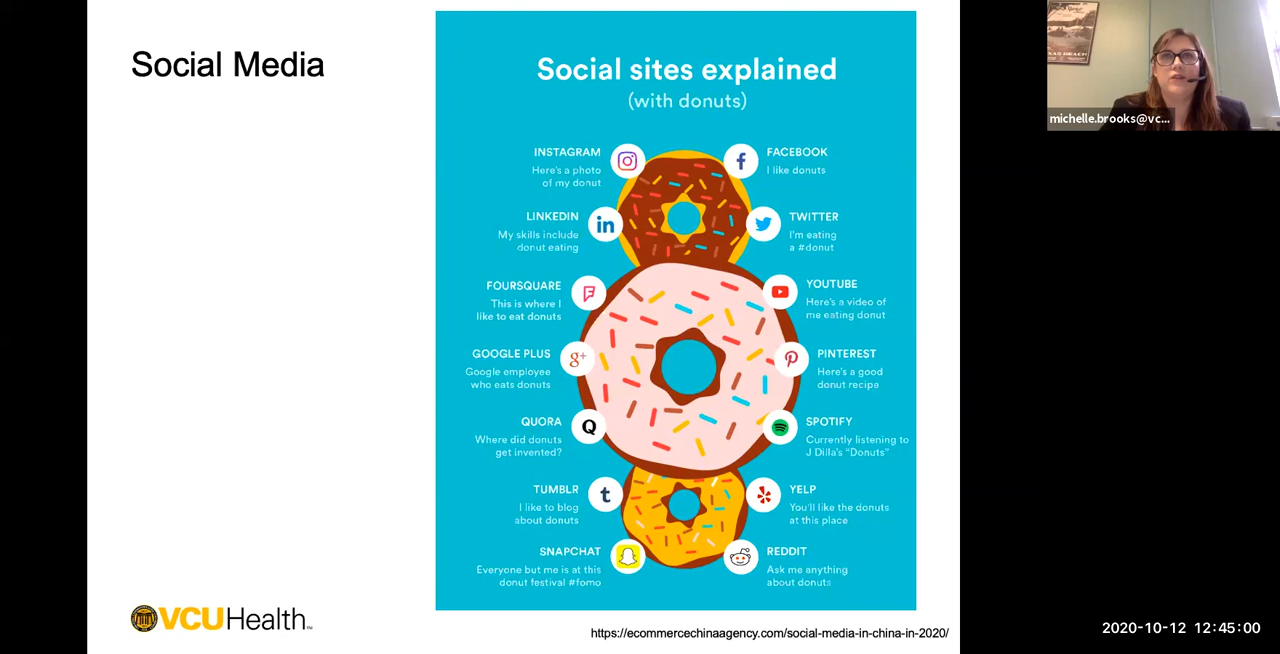 Social Media
Social sites explained
(with donuts)
INSTAGRAM
Here's a photo
of my donut
FACEBOOK
I like donuts
LINKEDIN
My skills include
donut eating
TWITTER
I'm eating
a #donut
FOURSQUARE
This is where I
like to eat donuts
YOUTUBE
Here's a video of
me eating donut
GOOGLE PLUS
Google employee
who eats donuts
PINTEREST
Here's a good
donut recipe
QUORA
Where did donuts
get invented?
SPOTIFY
Currently listening to
J Dilla's "Donuts"
TUMBLR
I like to blog
about donuts
YELP
You'll like the donuts
at this place
SNAPCHAT
Everyone but me is at this
donut festival #fomo
REDDIT
Ask me anything
about donuts
VCUHealth™
https://ecommercechinaagency.com/social-media-in-china-in-2020/
michelle.brooks@vc...
2020-10-12 12:45:00